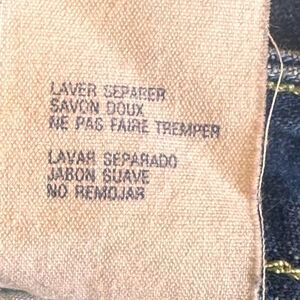 LAVER SEPARER
SAVON DOUX
NE PAS FAIRE TREMPER
LAVAR SEPARADO
JABON SUAVE
NO REMOJAR